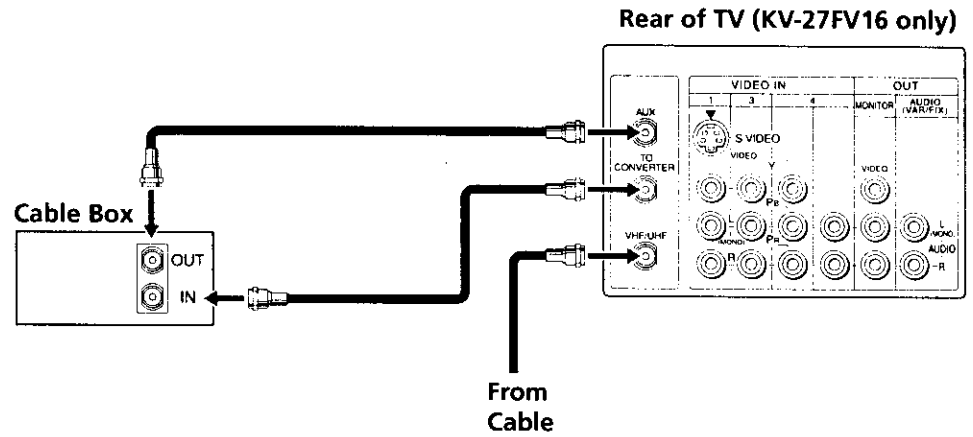 Rear of TV (KV-27FV16 only)
VIDEO IN
OUT
1
3
4
MONITOR
AUDIO
(VAR/FIX)
AUX
S VIDEO
VIDEO
TO
CONVERTER
Y
VIDEO
PB
VHF/UHF
L
(MONO)
PR
L
(MONO)
AUDIO
R
R
Cable Box
OUT
IN
From
Cable